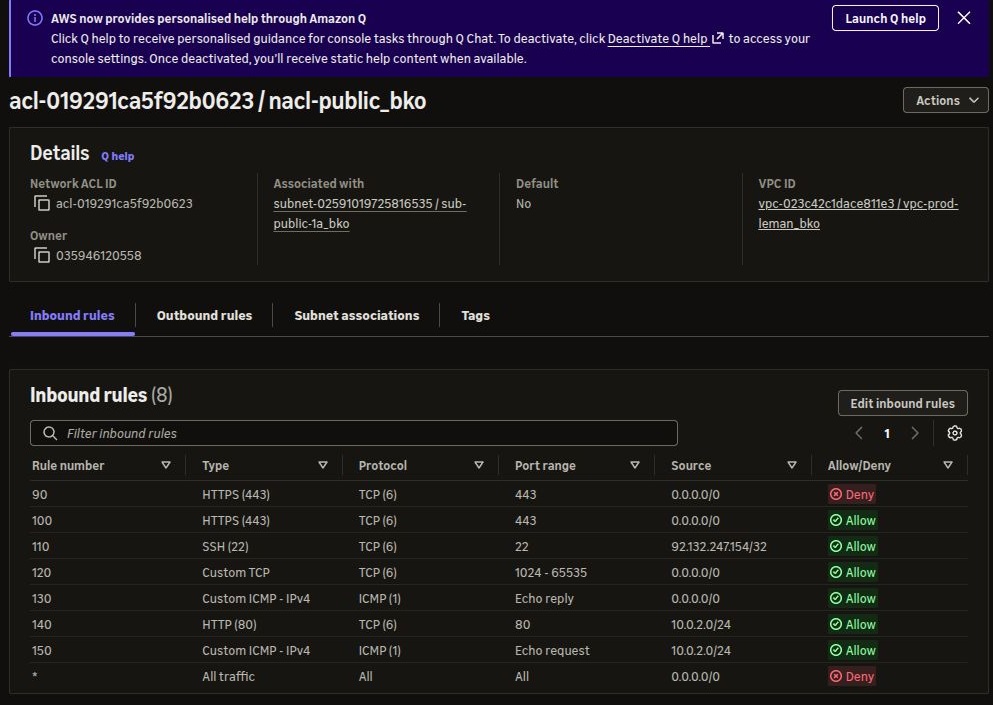 AWS now provides personalised help through Amazon Q
Launch Q help
Click Q help to receive personalised guidance for console tasks through Q Chat. To deactivate, click Deactivate Q help to access your
console settings. Once deactivated, you'll receive static help content when available.
acl-019291ca5f92b0623 / nacl-public_bko
Actions
Details Q help
Network ACL ID
acl-019291ca5f92b0623
Owner
035946120558
Associated with
subnet-02591019725816535 / sub-
public-1a_bko
Default
No
VPC ID
vpc-023c42c1dace811e3 / vpc-prod-
leman_bko
Inbound rules Outbound rules Subnet associations Tags
Inbound rules (8)
Edit inbound rules
Filter inbound rules
1
Rule number Type Protocol Port range Source Allow/Deny
90 HTTPS (443) TCP (6) 443 0.0.0.0/0 Deny
100 HTTPS (443) TCP (6) 443 0.0.0.0/0 Allow
110 SSH (22) TCP (6) 22 92.132.247.154/32 Allow
120 Custom TCP TCP (6) 1024 - 65535 0.0.0.0/0 Allow
130 Custom ICMP - IPv4 ICMP (1) Echo reply 0.0.0.0/0 Allow
140 HTTP (80) TCP (6) 80 10.0.2.0/24 Allow
150 Custom ICMP - IPv4 ICMP (1) Echo request 10.0.2.0/24 Allow
* All traffic All All 0.0.0.0/0 Deny